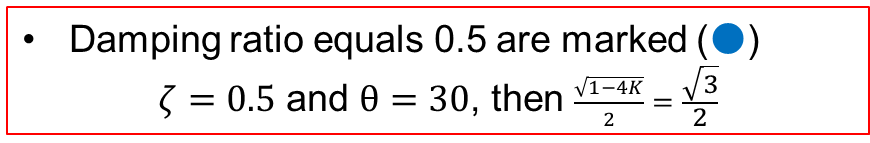 • Damping ratio equals 0.5 are marked (🔵)
ζ = 0.5 and θ = 30, then √(1−4K)/2 = √3/2